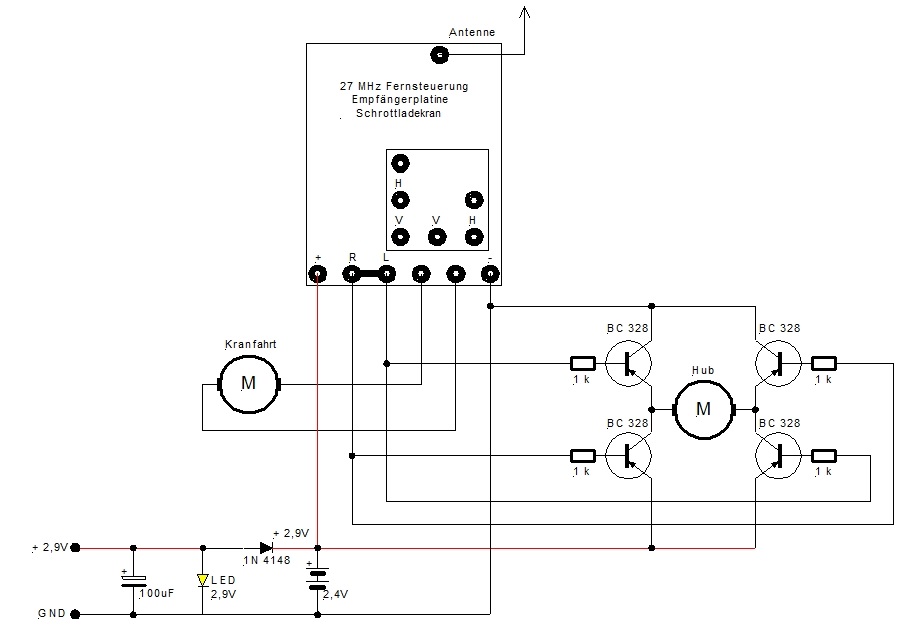 Antenne
27 MHz Fernsteuerung
Empfängerplatine
Schrottladekran
H
V V H
+ R L -
Kranfahrt
M
BC 328 BC 328
1 k 1 k
Hub
M
BC 328 BC 328
1 k 1 k
+ 2,9V
+ 2,9V
1N 4148
+ 100uF
LED
2,9V
+ 2,4V
GND